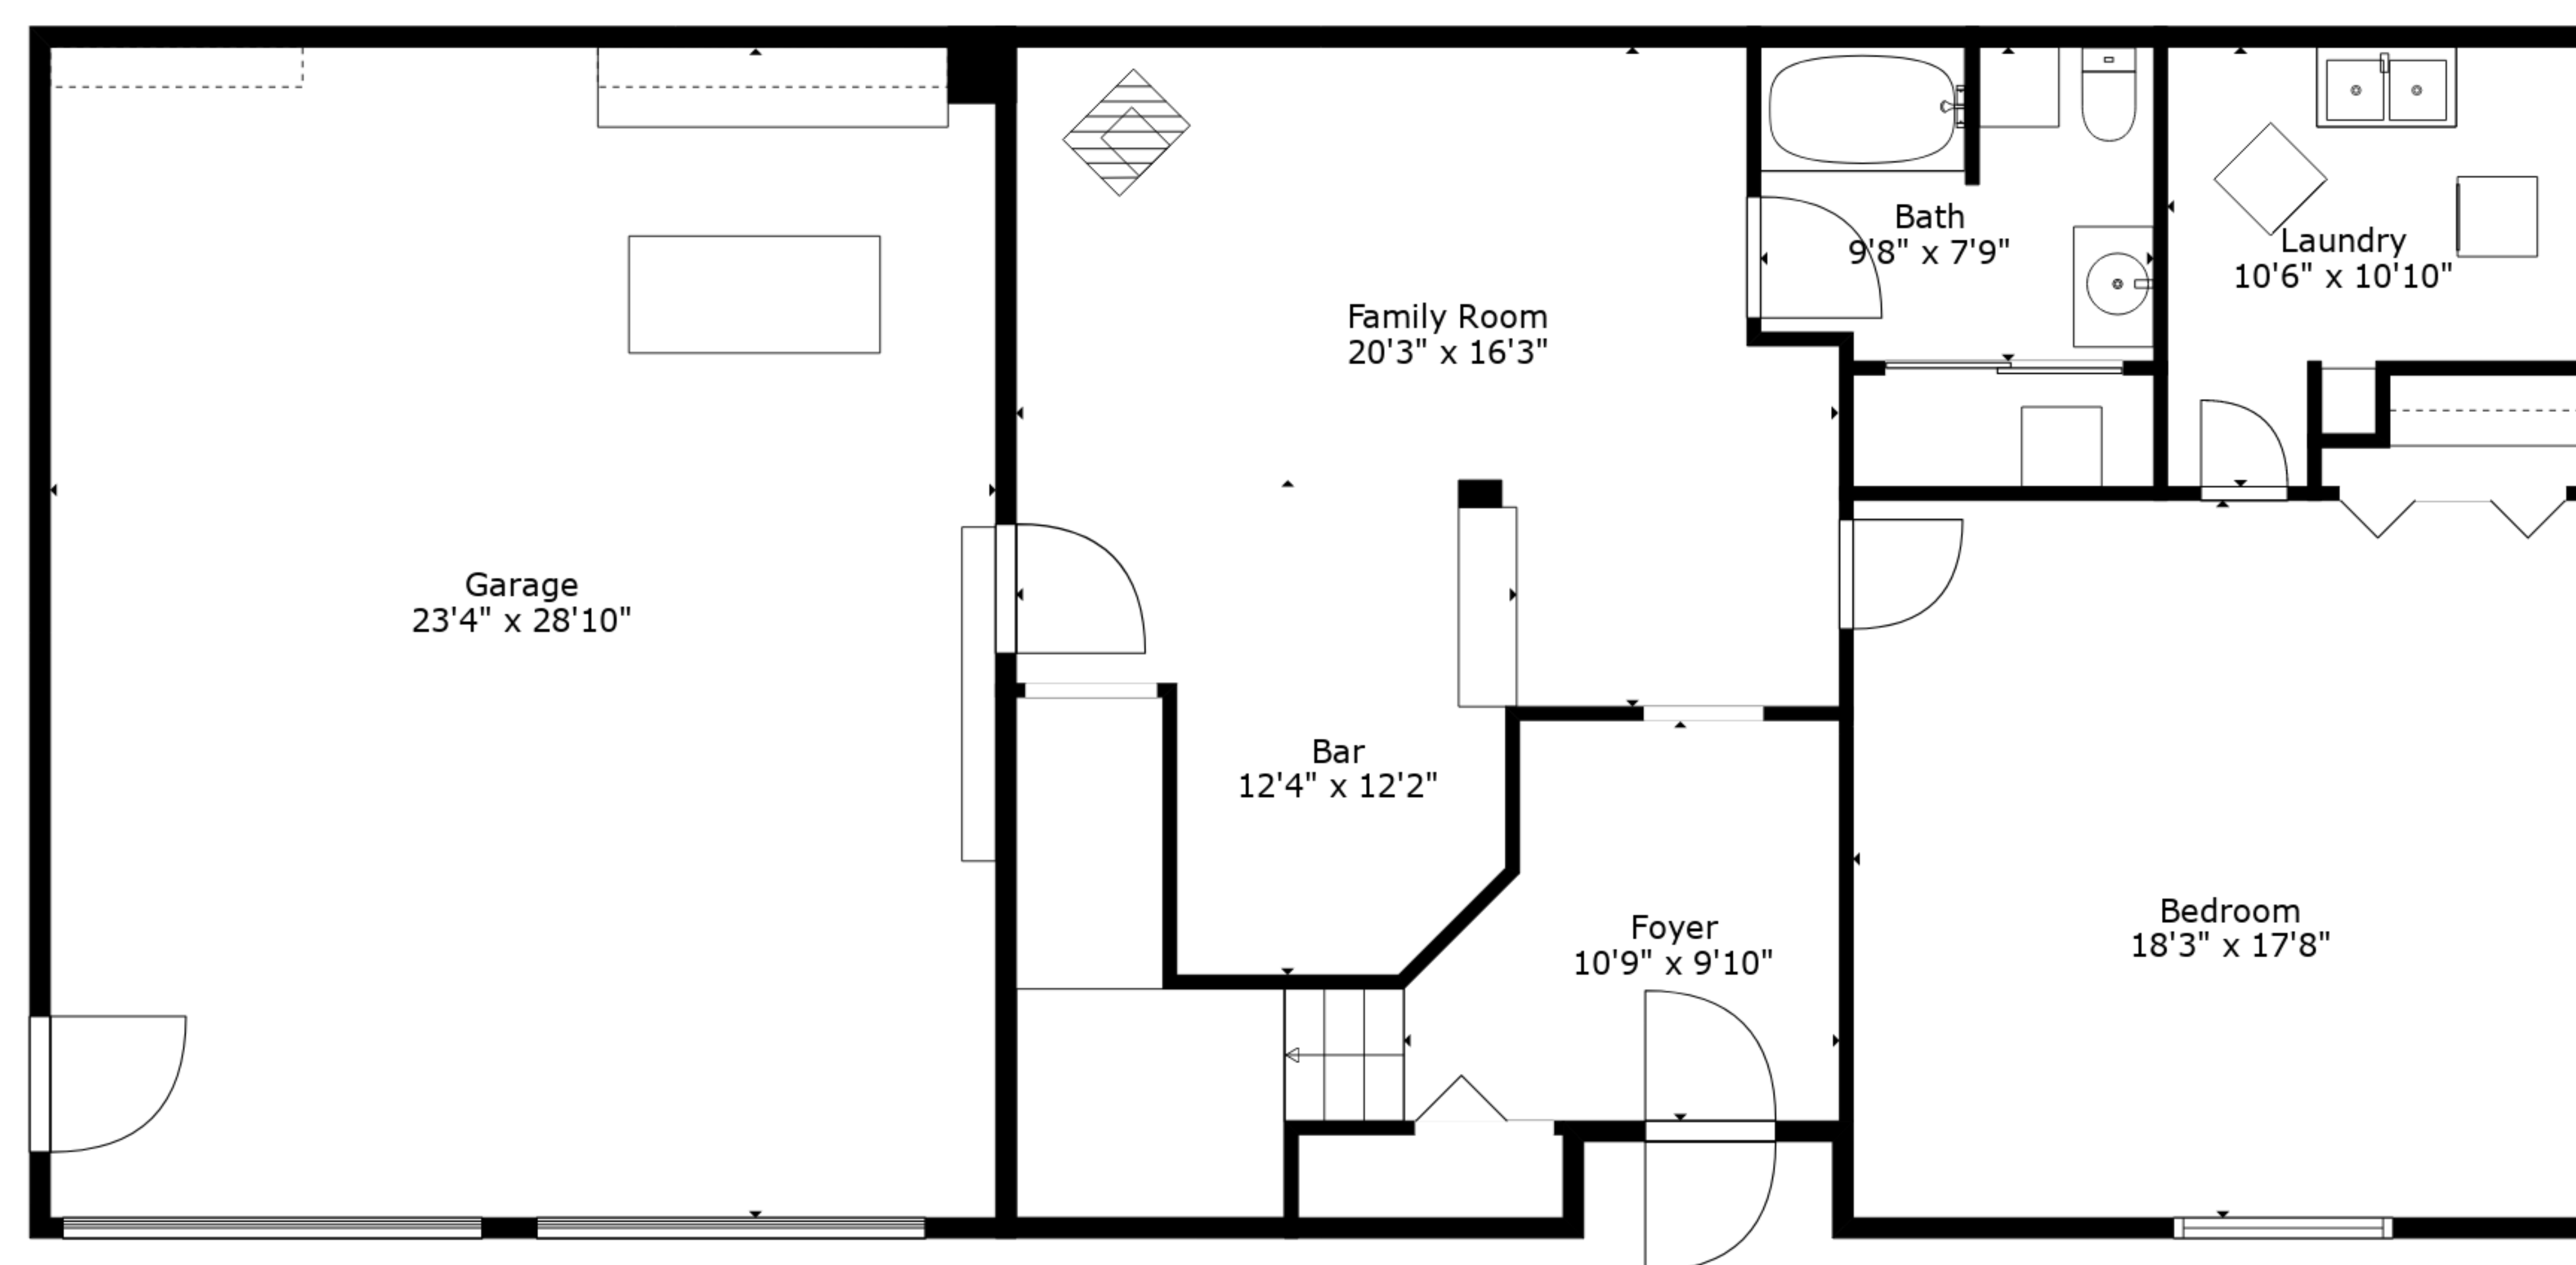 Bath
9'8" x 7'9"
Laundry
10'6" x 10'10"
Family Room
20'3" x 16'3"
Garage
23'4" x 28'10"
Bar
12'4" x 12'2"
Foyer
10'9" x 9'10"
Bedroom
18'3" x 17'8"